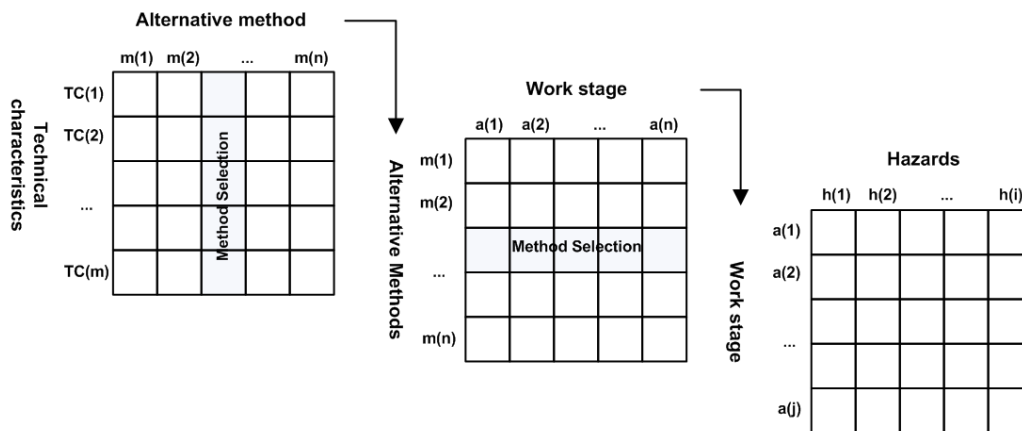 Alternative method
m(1) m(2) ... m(n)
Technical
characteristics
TC(1)
TC(2)
...
TC(m)
Method Selection
Work stage
a(1) a(2) ... a(n)
Alternative Methods
m(1)
m(2)
...
m(n)
Method Selection
Hazards
h(1) h(2) ... h(i)
Work stage
a(1)
a(2)
...
a(j)